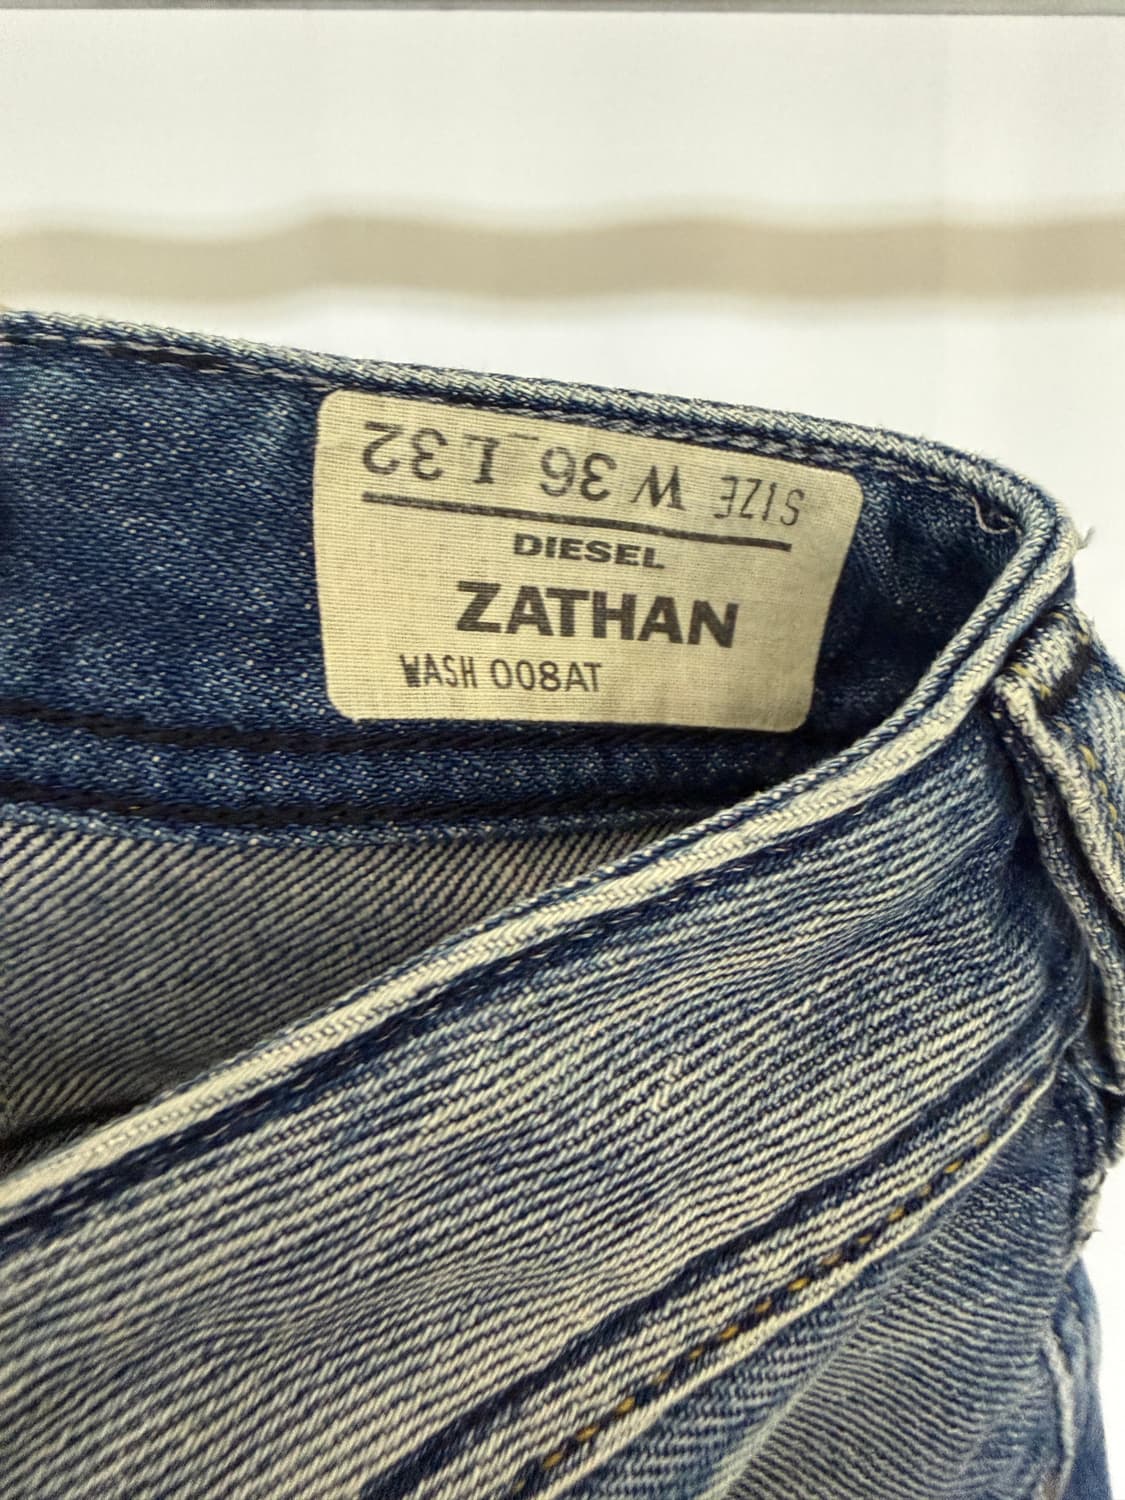 SIZE W 36 L 32
DIESEL
ZATHAN
WASH 008AT